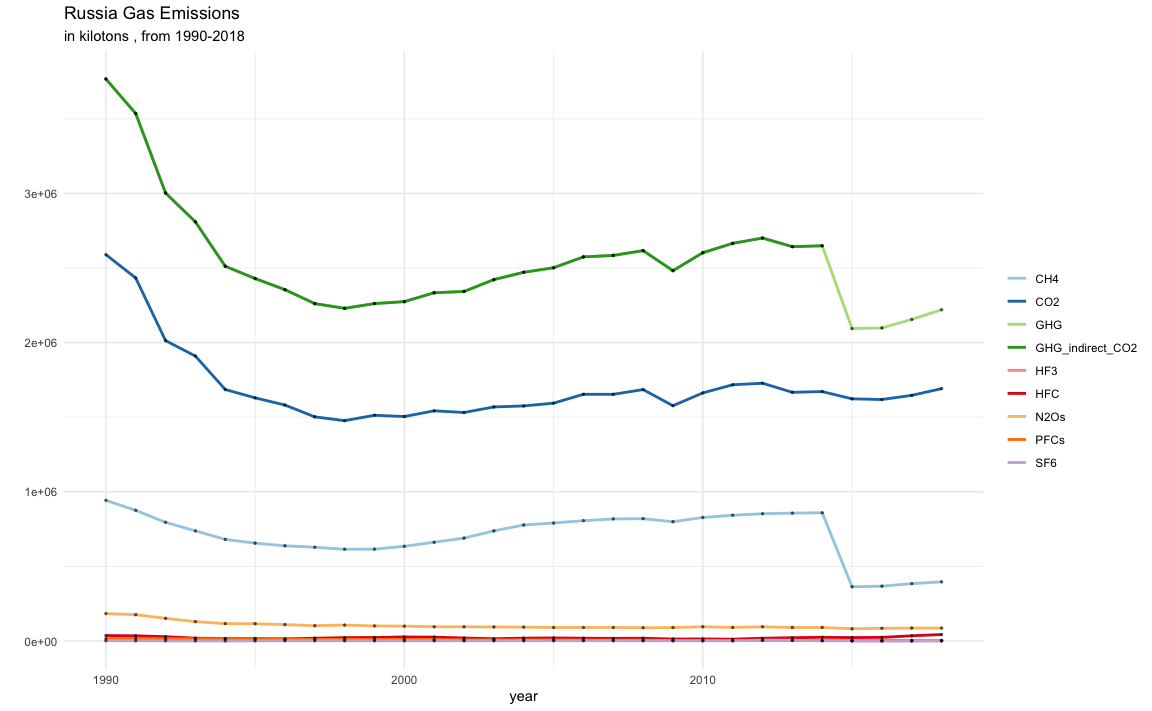 Russia Gas Emissions
in kilotons , from 1990-2018
3e+06
2e+06
1e+06
0e+00
1990
2000
2010
year
CH4
CO2
GHG
GHG_indirect_CO2
HF3
HFC
N2Os
PFCs
SF6